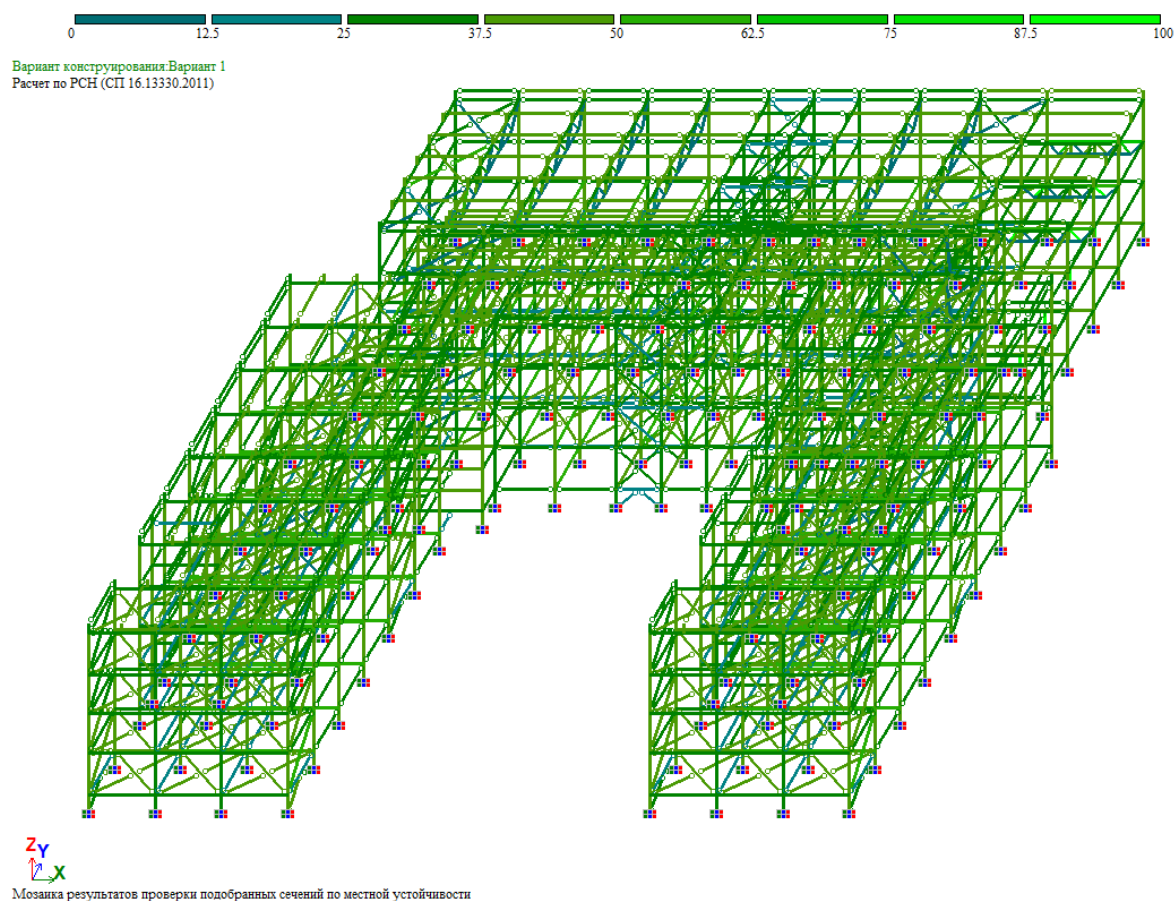 0 12.5 25 37.5 50 62.5 75 87.5 100
Вариант конструирования:Вариант 1
Расчет по РСН (СП 16.13330.2011)
Z
Y
X
Мозаика результатов проверки подобранных сечений по местной устойчивости